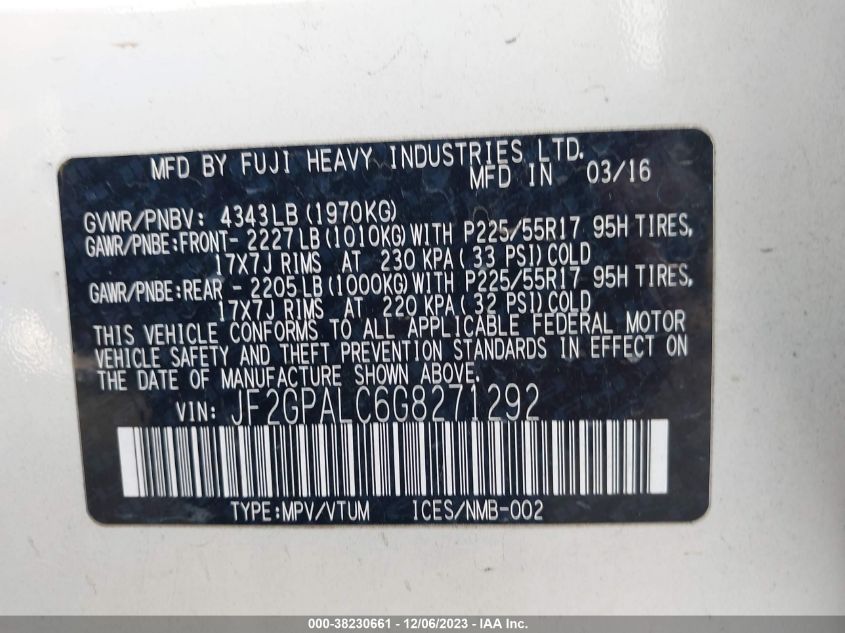 MFD BY FUJI HEAVY INDUSTRIES LTD.
MFD IN 03/16
GVWR/PNBV: 4343LB (1970KG)
GAWR/PNBE:FRONT- 2227LB (1010KG) WITH P225/55R17 95H TIRES,
17X7J RIMS AT 230 KPA ( 33 PSI) COLD
GAWR/PNBE:REAR - 2205LB (1000KG) WITH P225/55R17 95H TIRES,
17X7J RIMS AT 220 KPA ( 32 PSI) COLD
THIS VEHICLE CONFORMS TO ALL APPLICABLE FEDERAL MOTOR
VEHICLE SAFETY AND THEFT PREVENTION STANDARDS IN EFFECT ON
THE DATE OF MANUFACTURE SHOWN ABOVE.
VIN: JF2GPALC6G8271292
TYPE:MPV/VTUM ICES/NMB-002
000-38230661 - 12/06/2023 - IAA Inc.